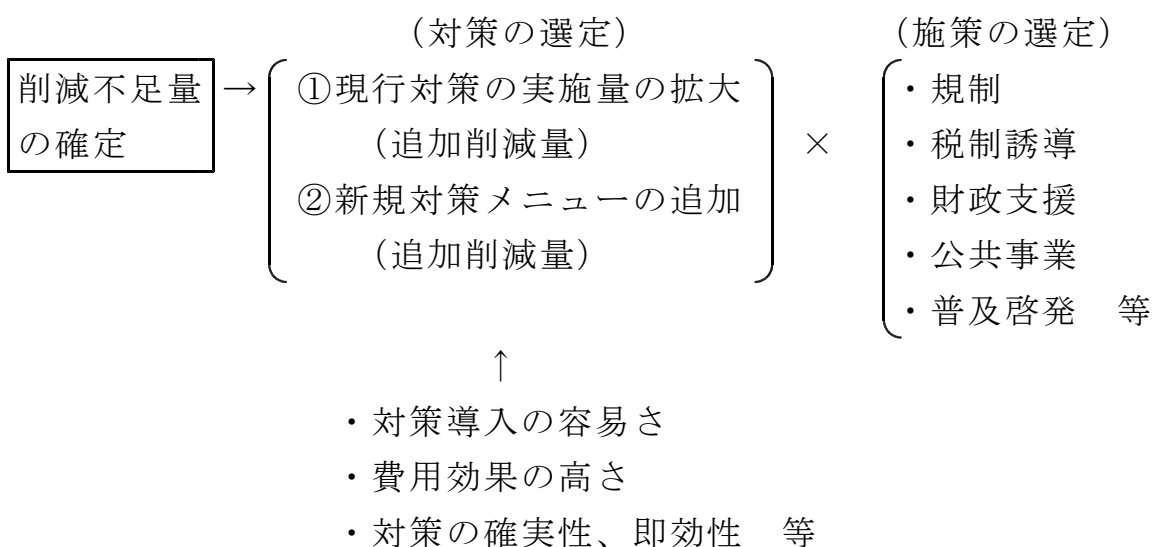 (対策の選定)
(施策の選定)
削減不足量
の確定
→
①現行対策の実施量の拡大
(追加削減量)
②新規対策メニューの追加
(追加削減量)
×
・規制
・税制誘導
・財政支援
・公共事業
・普及啓発 等
↑
・対策導入の容易さ
・費用効果の高さ
・対策の確実性、即効性 等